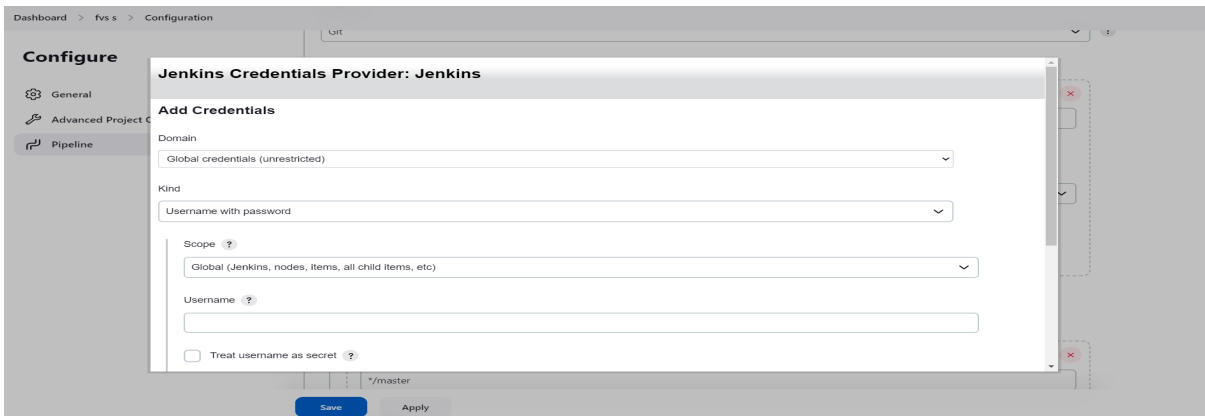 Dashboard > fvs s > Configuration
Git
?
Configure
Jenkins Credentials Provider: Jenkins
General
Add Credentials
Advanced Project C
Domain
Pipeline
Global credentials (unrestricted)
Kind
Username with password
Scope ?
Global (Jenkins, nodes, items, all child items, etc)
Username ?
Treat username as secret ?
*/master
Save Apply